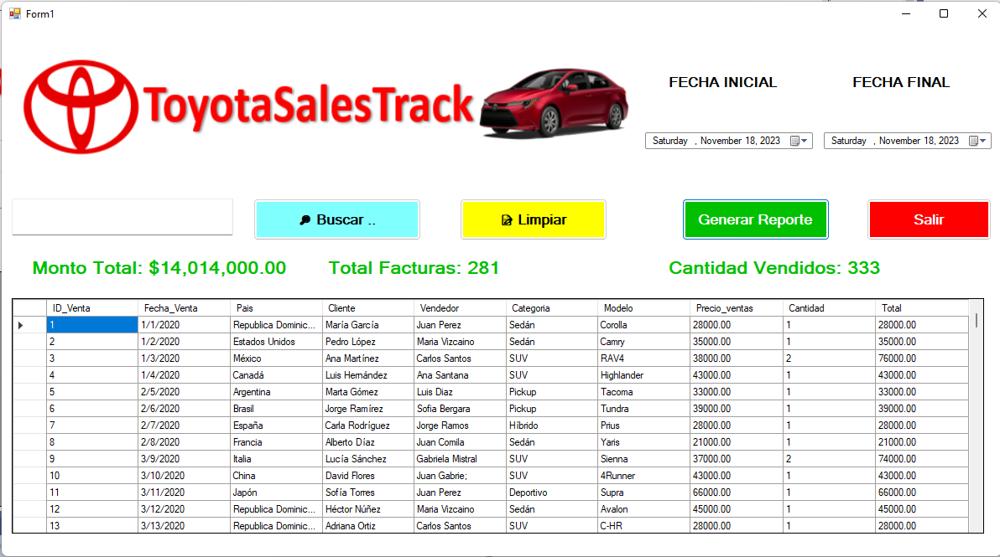 Form1
ToyotaSalesTrack
FECHA INICIAL FECHA FINAL
Saturday , November 18, 2023 Saturday , November 18, 2023
Buscar .. Limpiar Generar Reporte Salir
Monto Total: $14,014,000.00 Total Facturas: 281 Cantidad Vendidos: 333
ID_Venta Fecha_Venta Pais Cliente Vendedor Categoria Modelo Precio_ventas Cantidad Total
1 1/1/2020 Republica Dominic... María García Juan Perez Sedán Corolla 28000.00 1 28000.00
2 1/2/2020 Estados Unidos Pedro López Maria Vizcaino Sedán Camry 35000.00 1 35000.00
3 1/3/2020 México Ana Martínez Carlos Santos SUV RAV4 38000.00 2 76000.00
4 1/4/2020 Canadá Luis Hernández Ana Santana SUV Highlander 43000.00 1 43000.00
5 2/5/2020 Argentina Marta Gómez Luis Diaz Pickup Tacoma 33000.00 1 33000.00
6 2/6/2020 Brasil Jorge Ramírez Sofia Bergara Pickup Tundra 39000.00 1 39000.00
7 2/7/2020 España Carla Rodríguez Jorge Ramos Híbrido Prius 28000.00 1 28000.00
8 2/8/2020 Francia Alberto Díaz Juan Comila Sedán Yaris 21000.00 1 21000.00
9 3/9/2020 Italia Lucía Sánchez Gabriela Mistral SUV Sienna 37000.00 2 74000.00
10 3/10/2020 China David Flores Juan Gabrie; SUV 4Runner 43000.00 1 43000.00
11 3/11/2020 Japón Sofía Torres Juan Perez Deportivo Supra 66000.00 1 66000.00
12 3/12/2020 Republica Dominic... Héctor Núñez Maria Vizcaino Sedán Avalon 45000.00 1 45000.00
13 3/13/2020 Republica Dominic... Adriana Ortiz Carlos Santos SUV C-HR 28000.00 1 28000.00